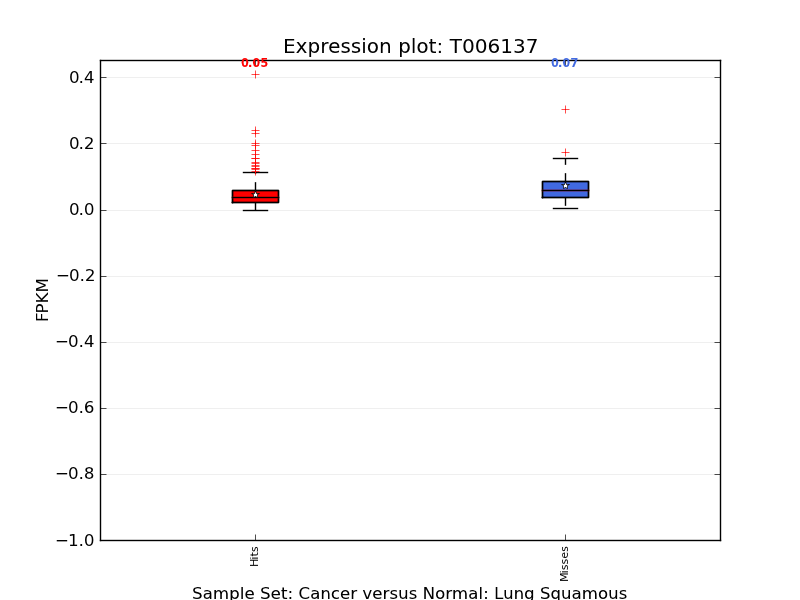 Expression plot: T006137
0.05
0.07
0.4
0.2
0.0
−0.2
−0.4
−0.6
−0.8
−1.0
FPKM
Hits
Misses
Sample Set: Cancer versus Normal: Lung Squamous